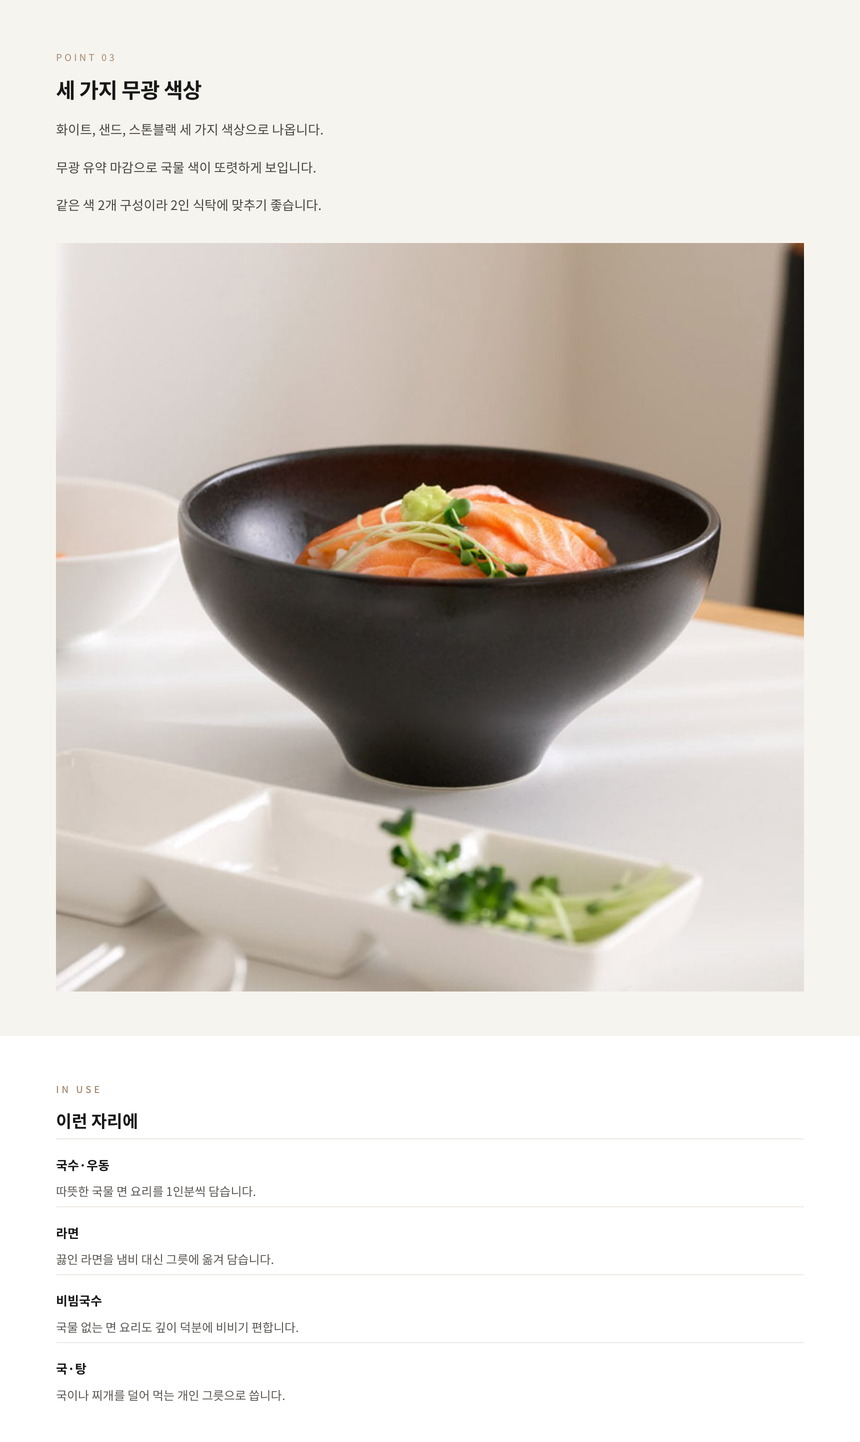 POINT 03
세 가지 무광 색상
화이트, 샌드, 스톤블랙 세 가지 색상으로 나옵니다.
무광 유약 마감으로 국물 색이 또렷하게 보입니다.
같은 색 2개 구성이라 2인 식탁에 맞추기 좋습니다.
IN USE
이런 자리에
국수·우동
따뜻한 국물 면 요리를 1인분씩 담습니다.
라면
끓인 라면을 냄비 대신 그릇에 옮겨 담습니다.
비빔국수
국물 없는 면 요리도 깊이 덕분에 비비기 편합니다.
국·탕
국이나 찌개를 덜어 먹는 개인 그릇으로 씁니다.